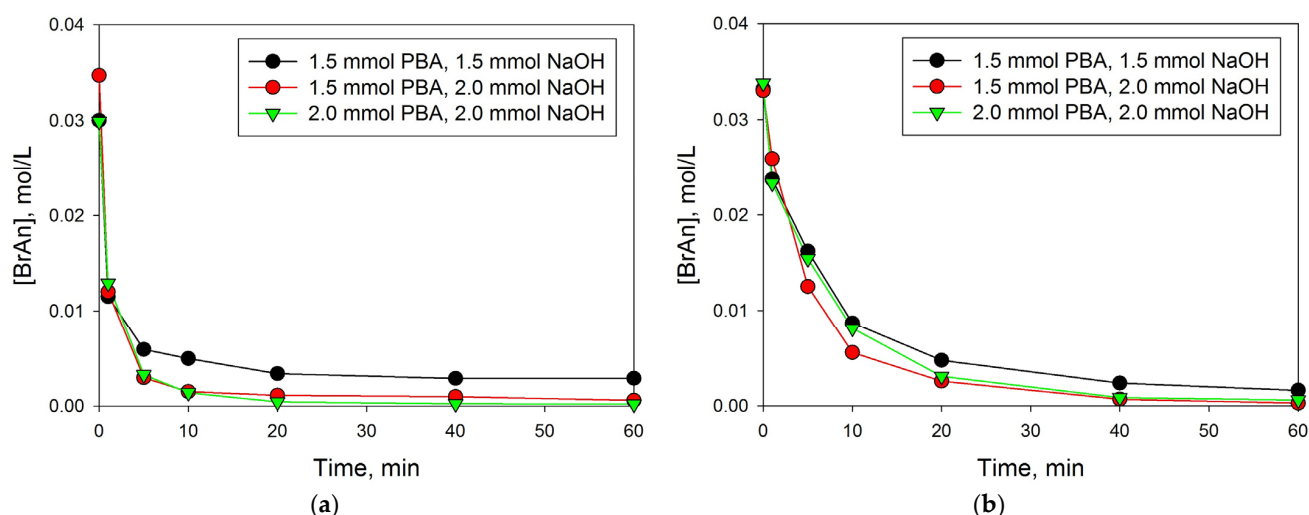 0.04
0.03
0.02
0.01
0.00
[BrAn], mol/L
1.5 mmol PBA, 1.5 mmol NaOH
1.5 mmol PBA, 2.0 mmol NaOH
2.0 mmol PBA, 2.0 mmol NaOH
0 10 20 30 40 50 60
Time, min
(a)
0.04
0.03
0.02
0.01
0.00
[BrAn], mol/L
1.5 mmol PBA, 1.5 mmol NaOH
1.5 mmol PBA, 2.0 mmol NaOH
2.0 mmol PBA, 2.0 mmol NaOH
0 10 20 30 40 50 60
Time, min
(b)